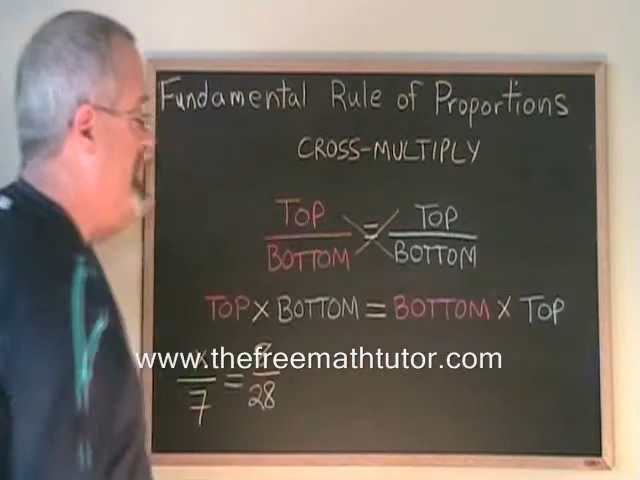 Fundamental Rule of Proportions
CROSS-MULTIPLY
TOP = TOP
BOTTOM BOTTOM
TOP × BOTTOM = BOTTOM × TOP
www.thefreemathtutor.com
x = 8
7 28